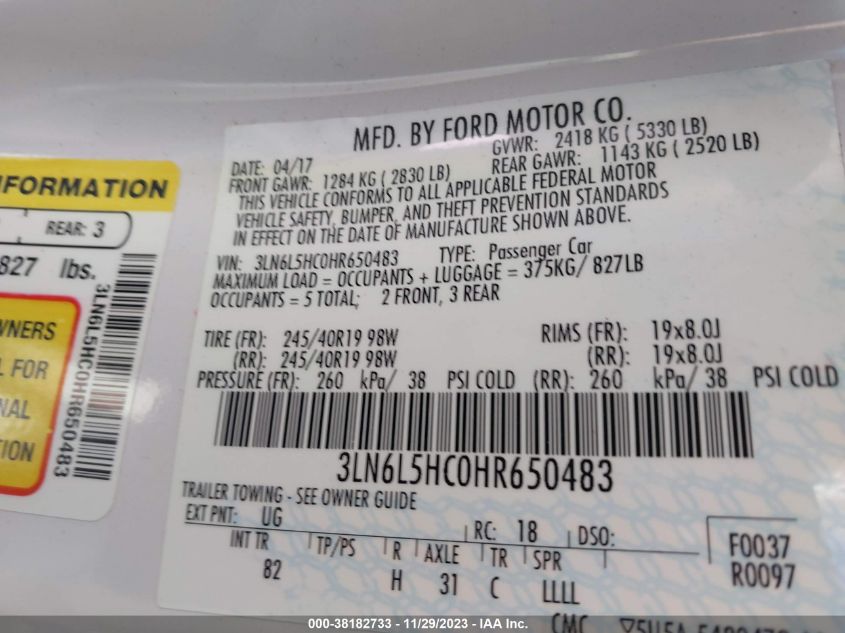 NFORMATION
REAR: 3
827 lbs.
WNERS
L FOR
NAL
TION
3LN6L5HC0HR650483
MFD. BY FORD MOTOR CO.
DATE: 04/17 GVWR: 2418 KG ( 5330 LB)
FRONT GAWR: 1284 KG ( 2830 LB) REAR GAWR: 1143 KG ( 2520 LB)
THIS VEHICLE CONFORMS TO ALL APPLICABLE FEDERAL MOTOR
VEHICLE SAFETY, BUMPER, AND THEFT PREVENTION STANDARDS
IN EFFECT ON THE DATE OF MANUFACTURE SHOWN ABOVE.
VIN: 3LN6L5HC0HR650483 TYPE: Passenger Car
MAXIMUM LOAD = OCCUPANTS + LUGGAGE = 375KG/ 827LB
OCCUPANTS = 5 TOTAL; 2 FRONT, 3 REAR
TIRE (FR): 245/40R19 98W RIMS (FR): 19x8.0J
(RR): 245/40R19 98W (RR): 19x8.0J
PRESSURE (FR): 260 kPa/ 38 PSI COLD (RR): 260 kPa/ 38 PSI COLD
3LN6L5HC0HR650483
TRAILER TOWING - SEE OWNER GUIDE
EXT PNT: UG RC: 18 DSO:
INT TR TP/PS R AXLE TR SPR
82 H 31 C LLLL
F0037
R0097
CMC
000-38182733 - 11/29/2023 - IAA Inc.